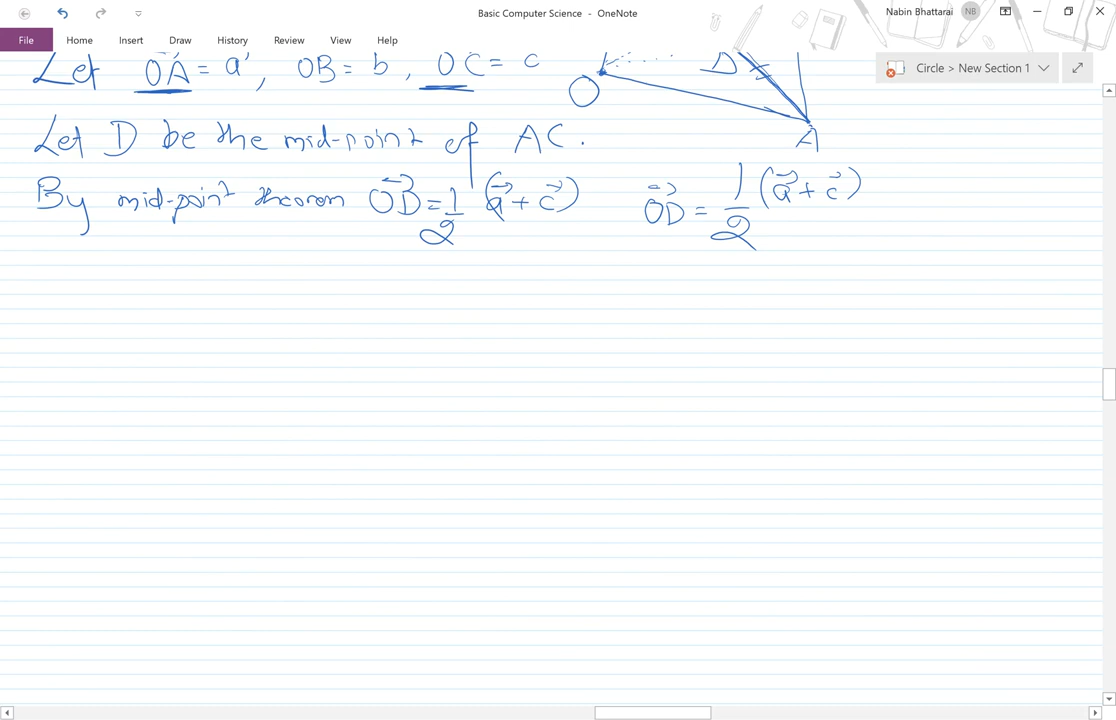 Basic Computer Science - OneNote
Nabin Bhattarai NB
File Home Insert Draw History Review View Help
Circle > New Section 1
Let OA = a, OB = b, OC = c
D
O
A
Let D be the mid-point of AC.
By mid-point theorem OD = 1/2 (a⃗ + c⃗) OD = 1/2 (a⃗ + c⃗)